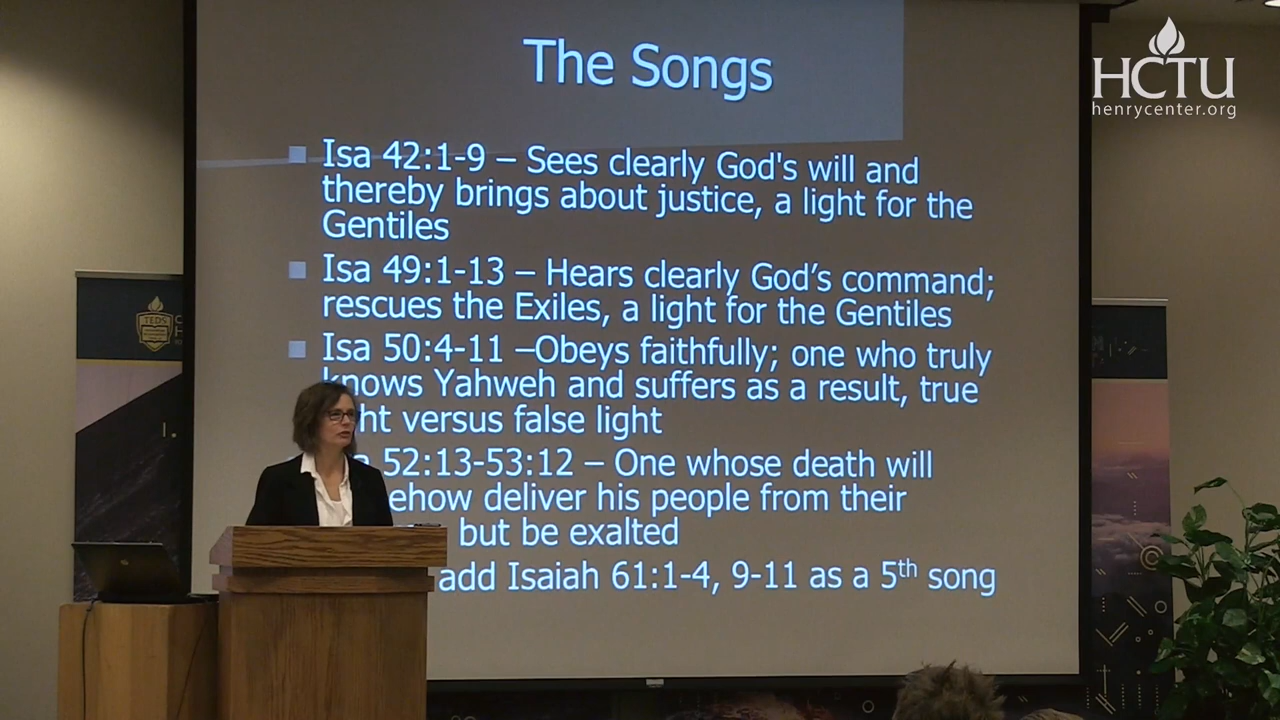 The Songs
HCTU
henrycenter.org
Isa 42:1-9 – Sees clearly God's will and
thereby brings about justice, a light for the
Gentiles
Isa 49:1-13 – Hears clearly God’s command;
rescues the Exiles, a light for the Gentiles
Isa 50:4-11 –Obeys faithfully; one who truly
knows Yahweh and suffers as a result, true
versus false light
52:13-53:12 – One whose death will
deliver his people from their
but be exalted
add Isaiah 61:1-4, 9-11 as a 5th song
TEDS